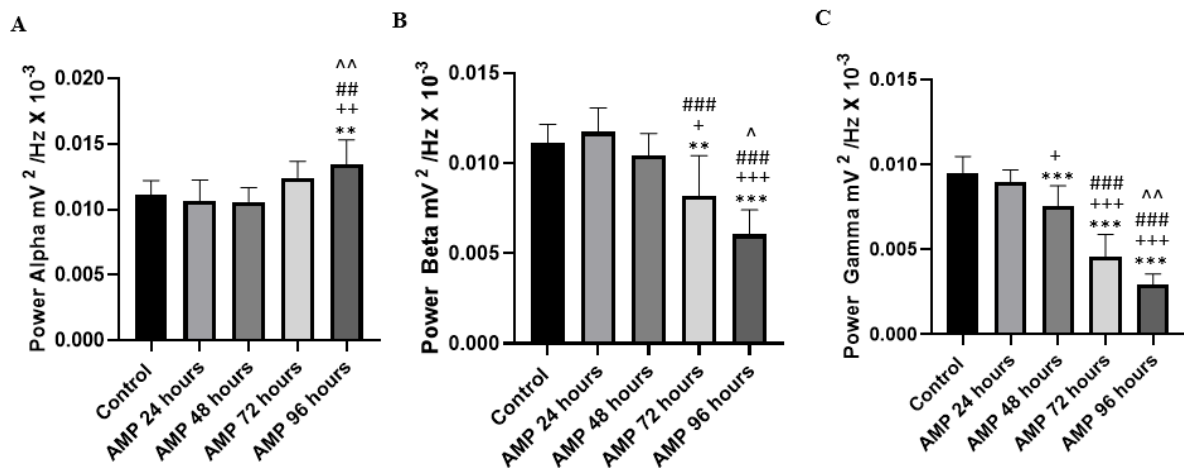 A
Power Alpha mV 2 /Hz X 10-3
0.020
0.015
0.010
0.005
0.000
^^
##
++
**
Control
AMP 24 hours
AMP 48 hours
AMP 72 hours
AMP 96 hours
B
Power Beta mV 2 /Hz X 10-3
0.015
0.010
0.005
0.000
###
+
**
^
###
+++
***
Control
AMP 24 hours
AMP 48 hours
AMP 72 hours
AMP 96 hours
C
Power Gamma mV 2 /Hz X 10-3
0.015
0.010
0.005
0.000
+
***
###
+++
***
^^
###
+++
***
Control
AMP 24 hours
AMP 48 hours
AMP 72 hours
AMP 96 hours